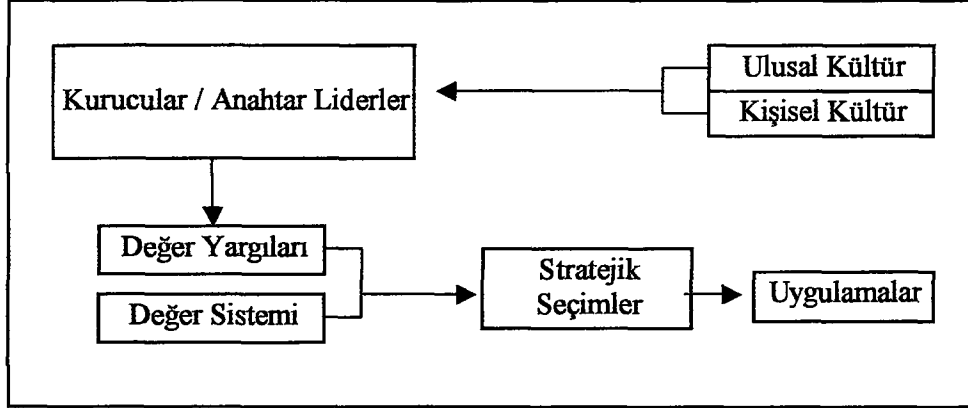 Kurucular / Anahtar Liderler
Ulusal Kültür
Kişisel Kültür
Değer Yargıları
Değer Sistemi
Stratejik
Seçimler
Uygulamalar